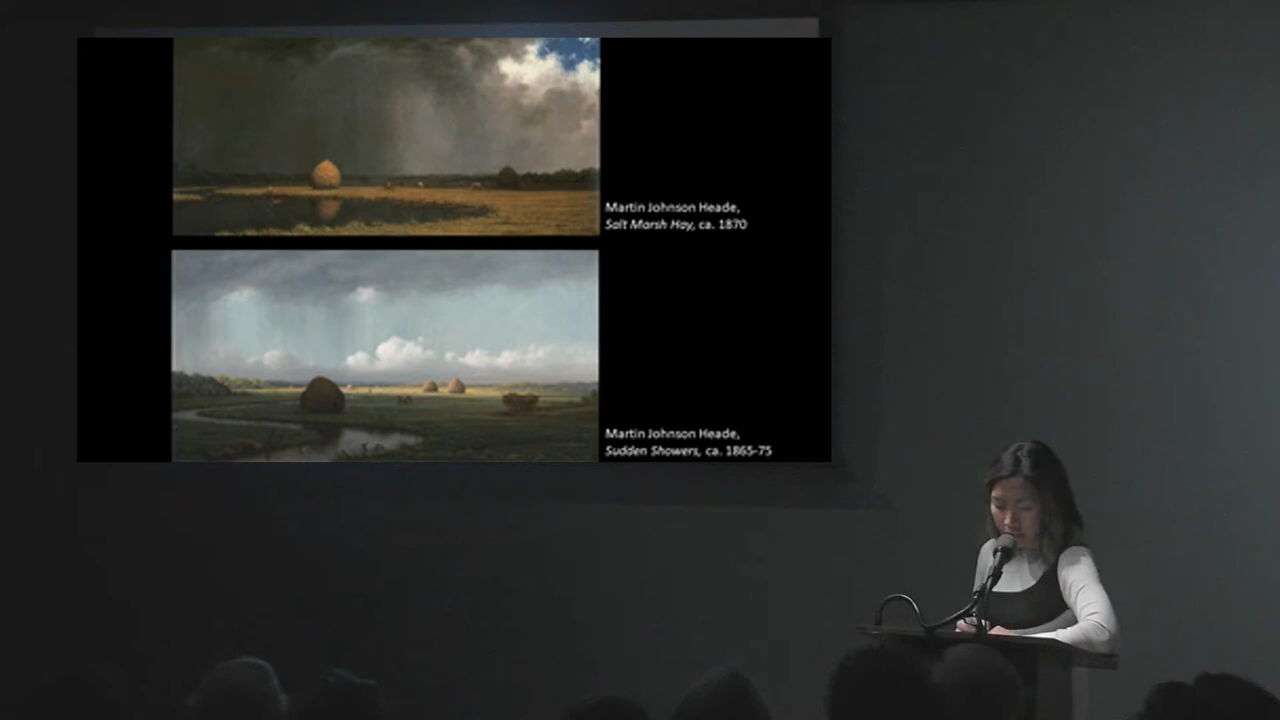 Martin Johnson Heade,
Salt Marsh Hay, ca. 1870
Martin Johnson Heade,
Sudden Showers, ca. 1865-75